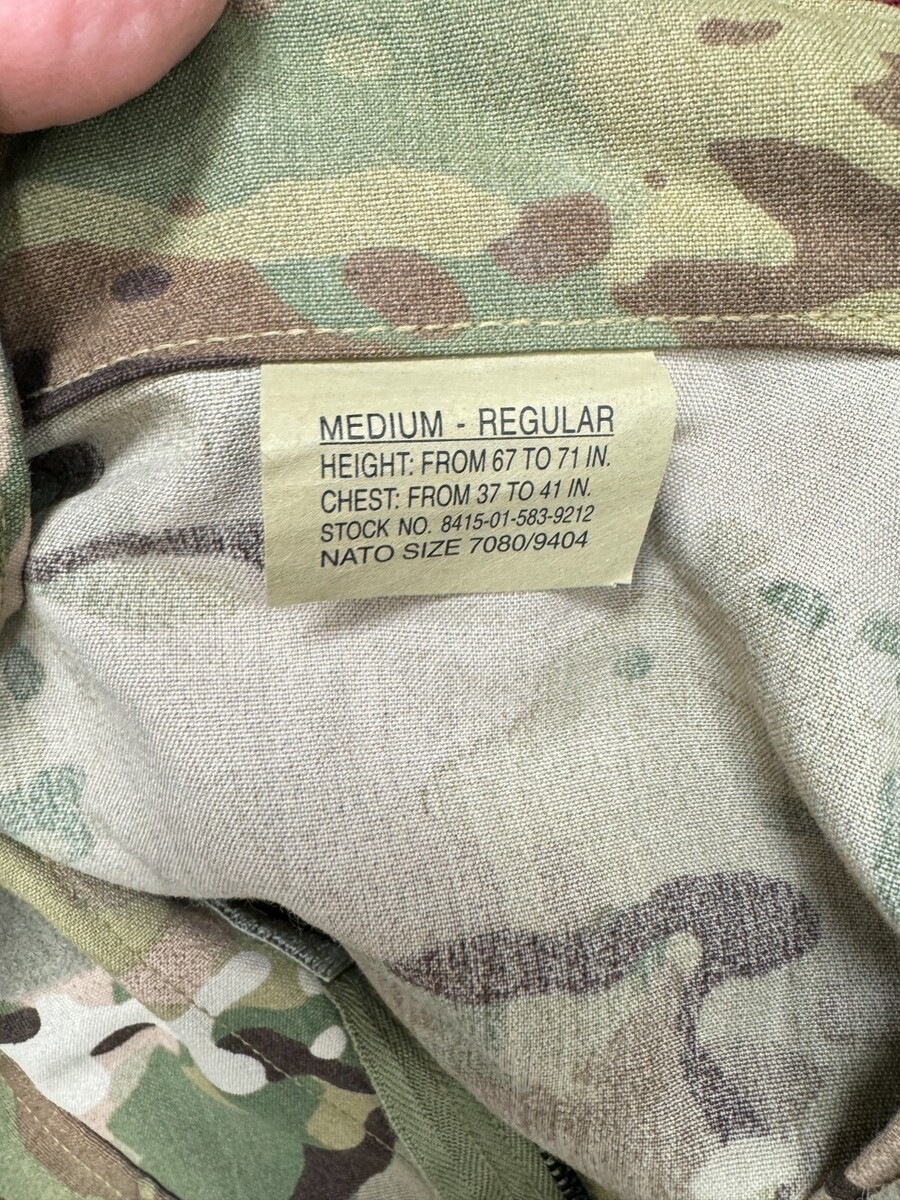 MEDIUM - REGULAR
HEIGHT: FROM 67 TO 71 IN.
CHEST: FROM 37 TO 41 IN.
STOCK NO. 8415-01-583-9212
NATO SIZE 7080/9404